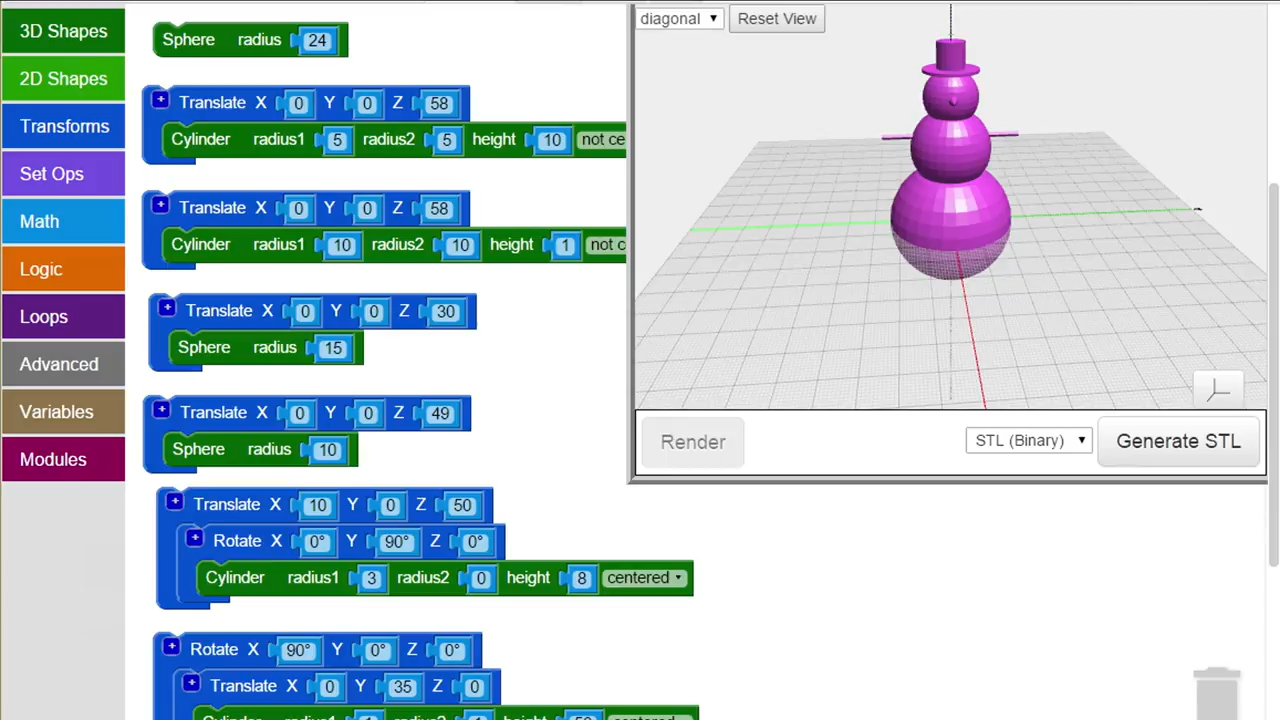 3D Shapes
2D Shapes
Transforms
Set Ops
Math
Logic
Loops
Advanced
Variables
Modules
Sphere radius 24
+ Translate X 0 Y 0 Z 58
Cylinder radius1 5 radius2 5 height 10 not ce
+ Translate X 0 Y 0 Z 58
Cylinder radius1 10 radius2 10 height 1 not c
+ Translate X 0 Y 0 Z 30
Sphere radius 15
+ Translate X 0 Y 0 Z 49
Sphere radius 10
+ Translate X 10 Y 0 Z 50
+ Rotate X 0° Y 90° Z 0°
Cylinder radius1 3 radius2 0 height 8 centered
+ Rotate X 90° Y 0° Z 0°
+ Translate X 0 Y 35 Z 0
diagonal Reset View
Render STL (Binary) Generate STL